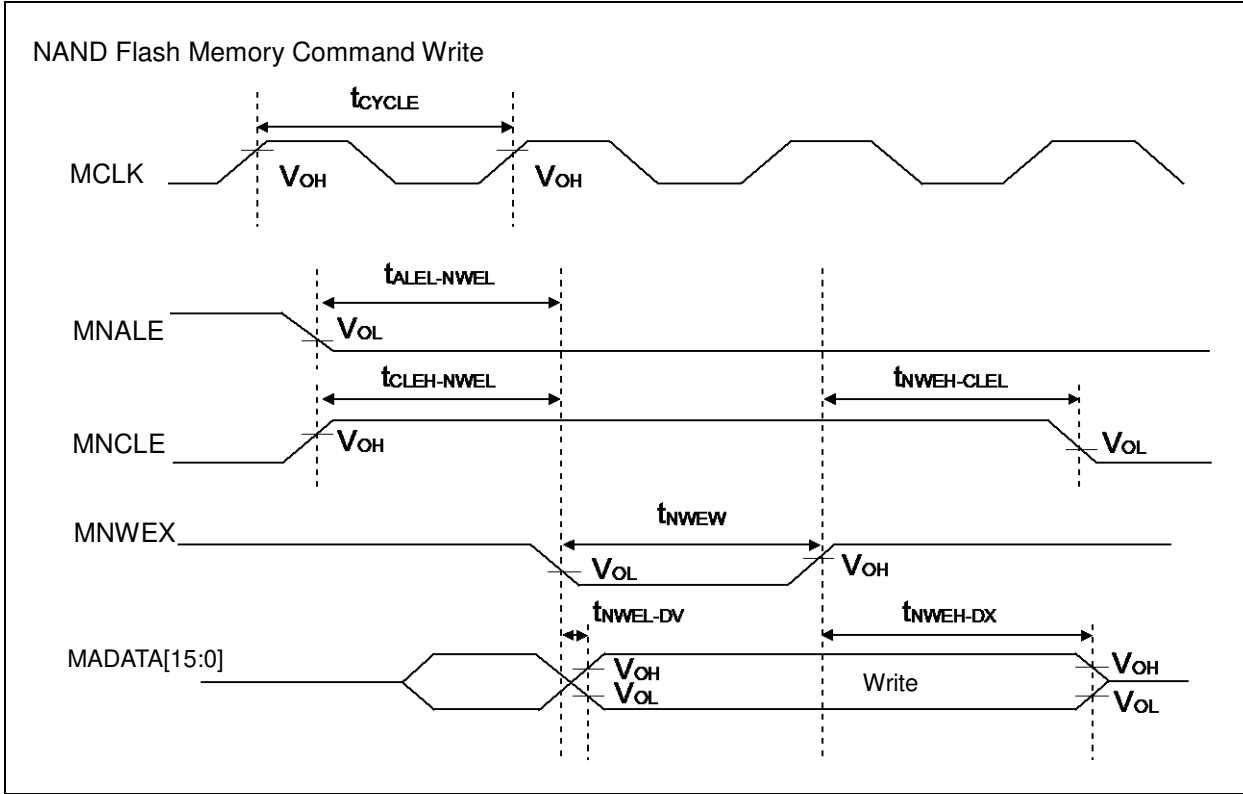 NAND Flash Memory Command Write
tCYCLE
MCLK
VOH
VOH
tALEL-NWEL
MNALE
VOL
tCLEH-NWEL
tNWEH-CLEL
MNCLE
VOH
VOL
MNWEX
tNWEW
VOL
VOH
tNWEL-DV
tNWEH-DX
MADATA[15:0]
VOH
Write
VOH
VOL
VOL